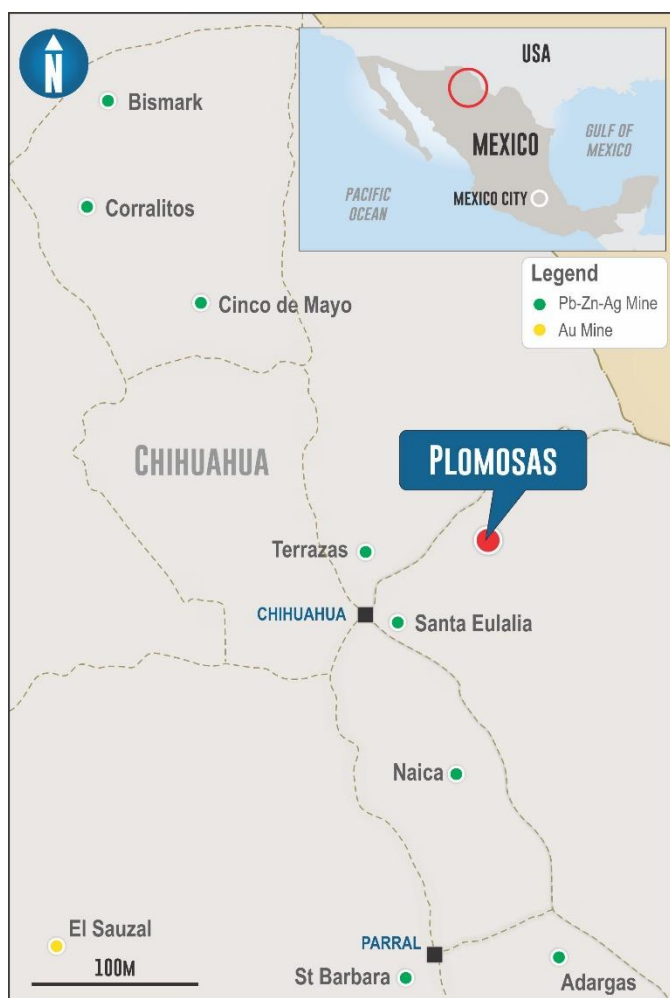 N
Bismark
Corralitos
Cinco de Mayo
USA
MEXICO
GULF OF
MEXICO
PACIFIC
OCEAN
MEXICO CITY
Legend
Pb-Zn-Ag Mine
Au Mine
CHIHUAHUA
PLOMOSAS
Terrazas
CHIHUAHUA
Santa Eulalia
Naica
El Sauzal
100M
PARRAL
St Barbara
Adargas